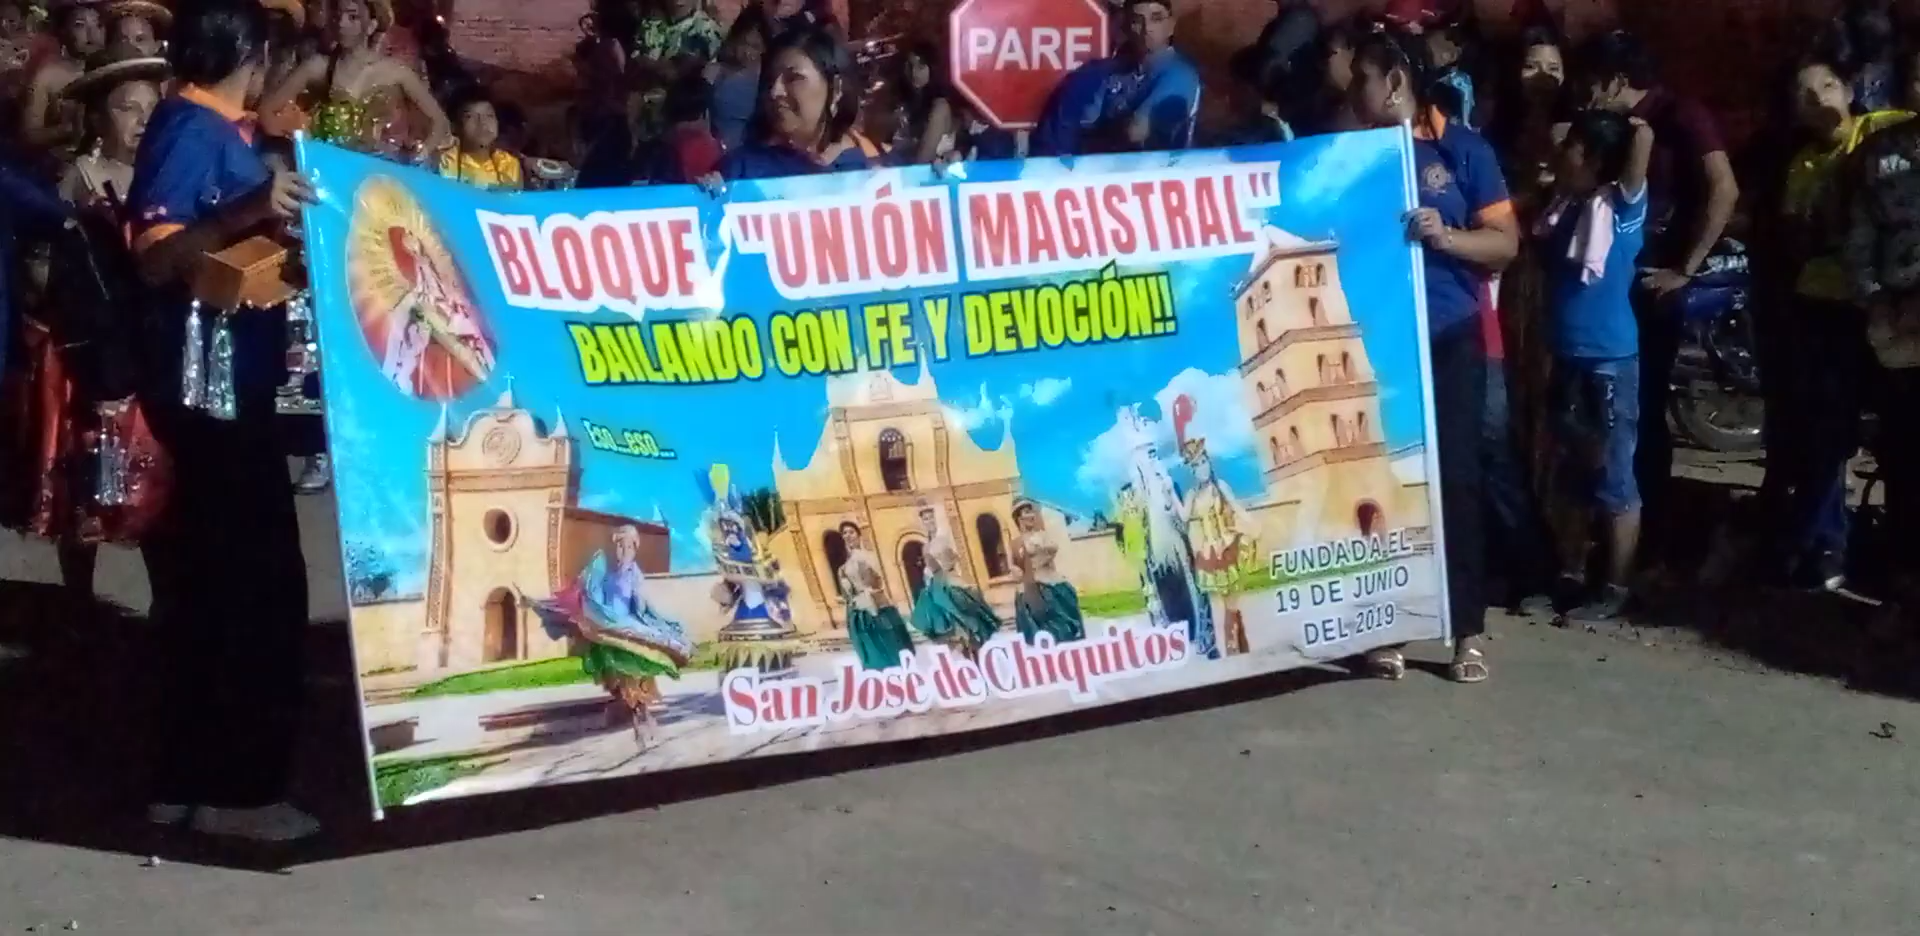 PARE
BLOQUE "UNIÓN MAGISTRAL"
BAILANDO CON FE Y DEVOCIÓN!!
Eso...eso...
FUNDADA EL
19 DE JUNIO
DEL 2019
San José de Chiquitos